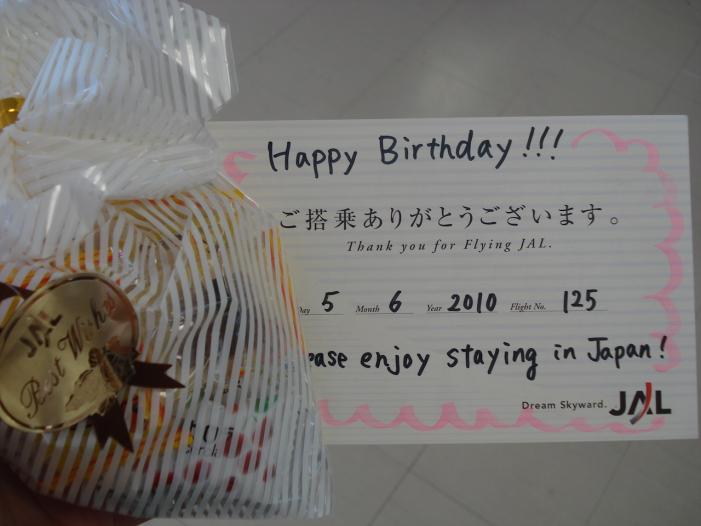 Happy Birthday!!!
ご搭乗ありがとうございます。
Thank you for Flying JAL.
Day 5 Month 6 Year 2010 Flight No. 125
ease enjoy staying in Japan!
Dream Skyward. JAL
JAL
Best Wishes